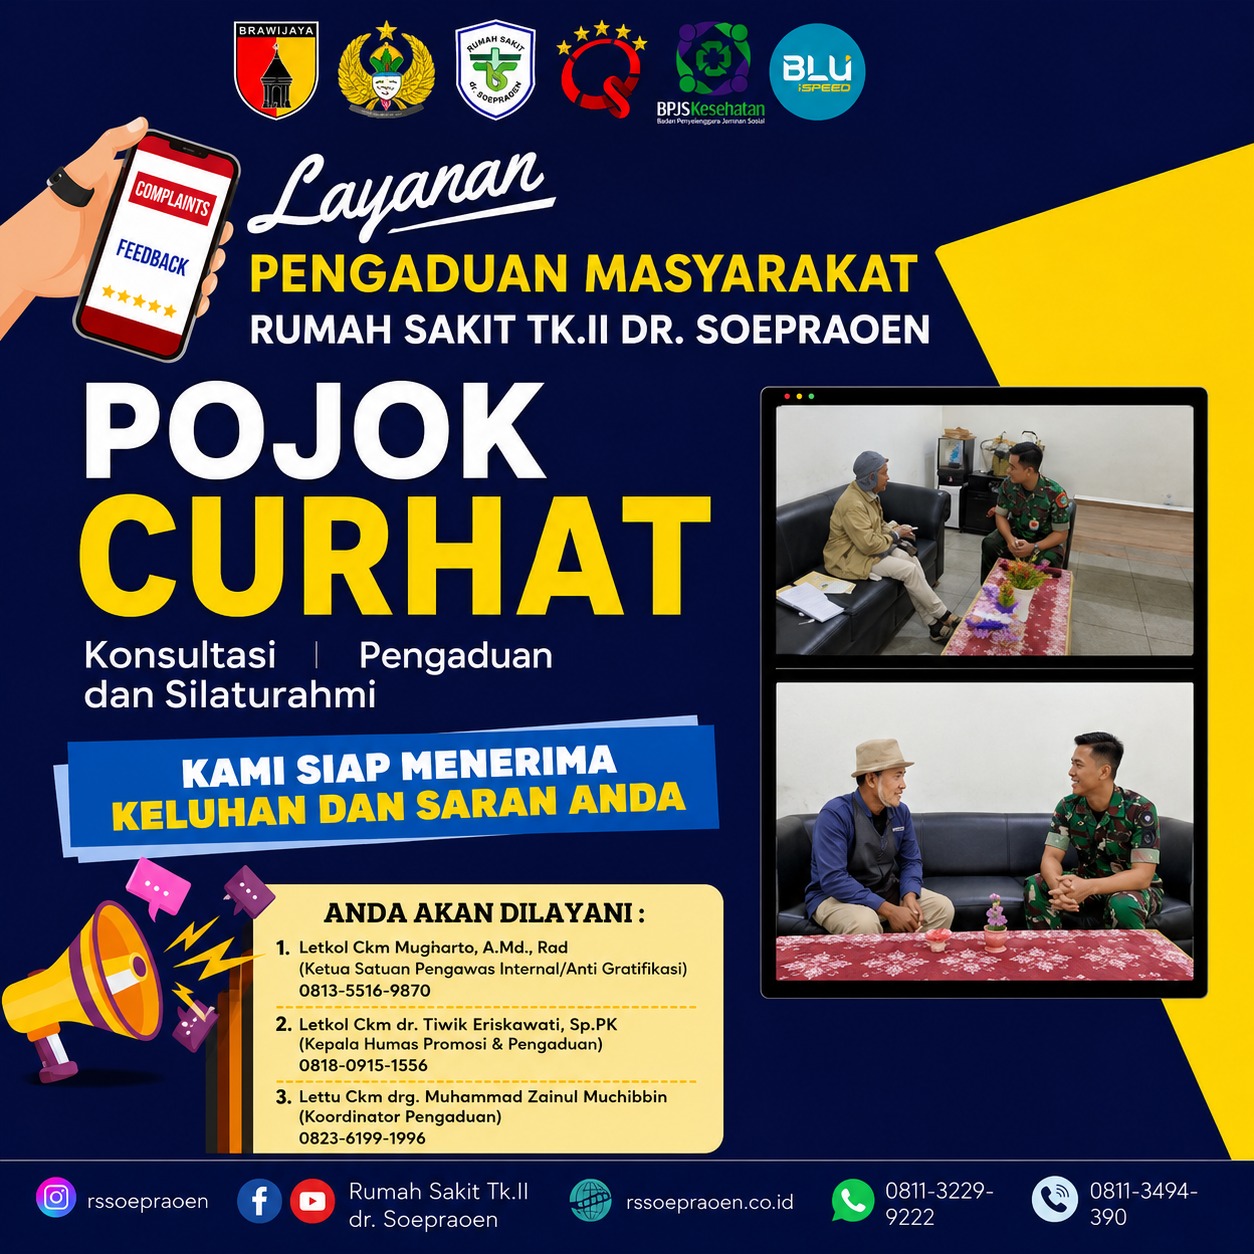 BRAWIJAYA
RUMAH SAKIT
dr. SOEPRAOEN
BPJS Kesehatan
Badan Penyelenggara Jaminan Sosial
BLU
SPEED
COMPLAINTS
FEEDBACK
Layanan
PENGADUAN MASYARAKAT
RUMAH SAKIT TK.II DR. SOEPRAOEN
POJOK
CURHAT
Konsultasi | Pengaduan
dan Silaturahmi
KAMI SIAP MENERIMA
KELUHAN DAN SARAN ANDA
ANDA AKAN DILAYANI :
1. Letkol Ckm Mugiharto, A.Md., Rad
(Ketua Satuan Pengawas Internal/Anti Gratifikasi)
0813-5516-9870
2. Letkol Ckm dr. Tiwik Eriskawati, Sp.PK
(Kepala Humas Promosi & Pengaduan)
0818-0915-1556
3. Lettu Ckm drg. Muhammad Zainul Muchibbin
(Koordinator Pengaduan)
0823-6199-1996
rssoepraoen
Rumah Sakit Tk.II
dr. Soepraoen
rssoepraoen.co.id
0811-3229-
9222
0811-3494-
390